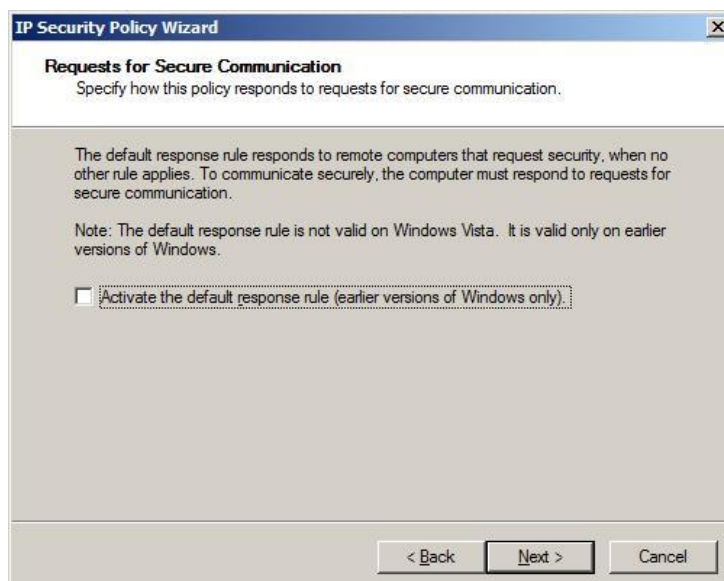 IP Security Policy Wizard
Requests for Secure Communication
Specify how this policy responds to requests for secure communication.
The default response rule responds to remote computers that request security, when no
other rule applies. To communicate securely, the computer must respond to requests for
secure communication.
Note: The default response rule is not valid on Windows Vista.  It is valid only on earlier
versions of Windows.
Activate the default response rule (earlier versions of Windows only).
< Back
Next >
Cancel